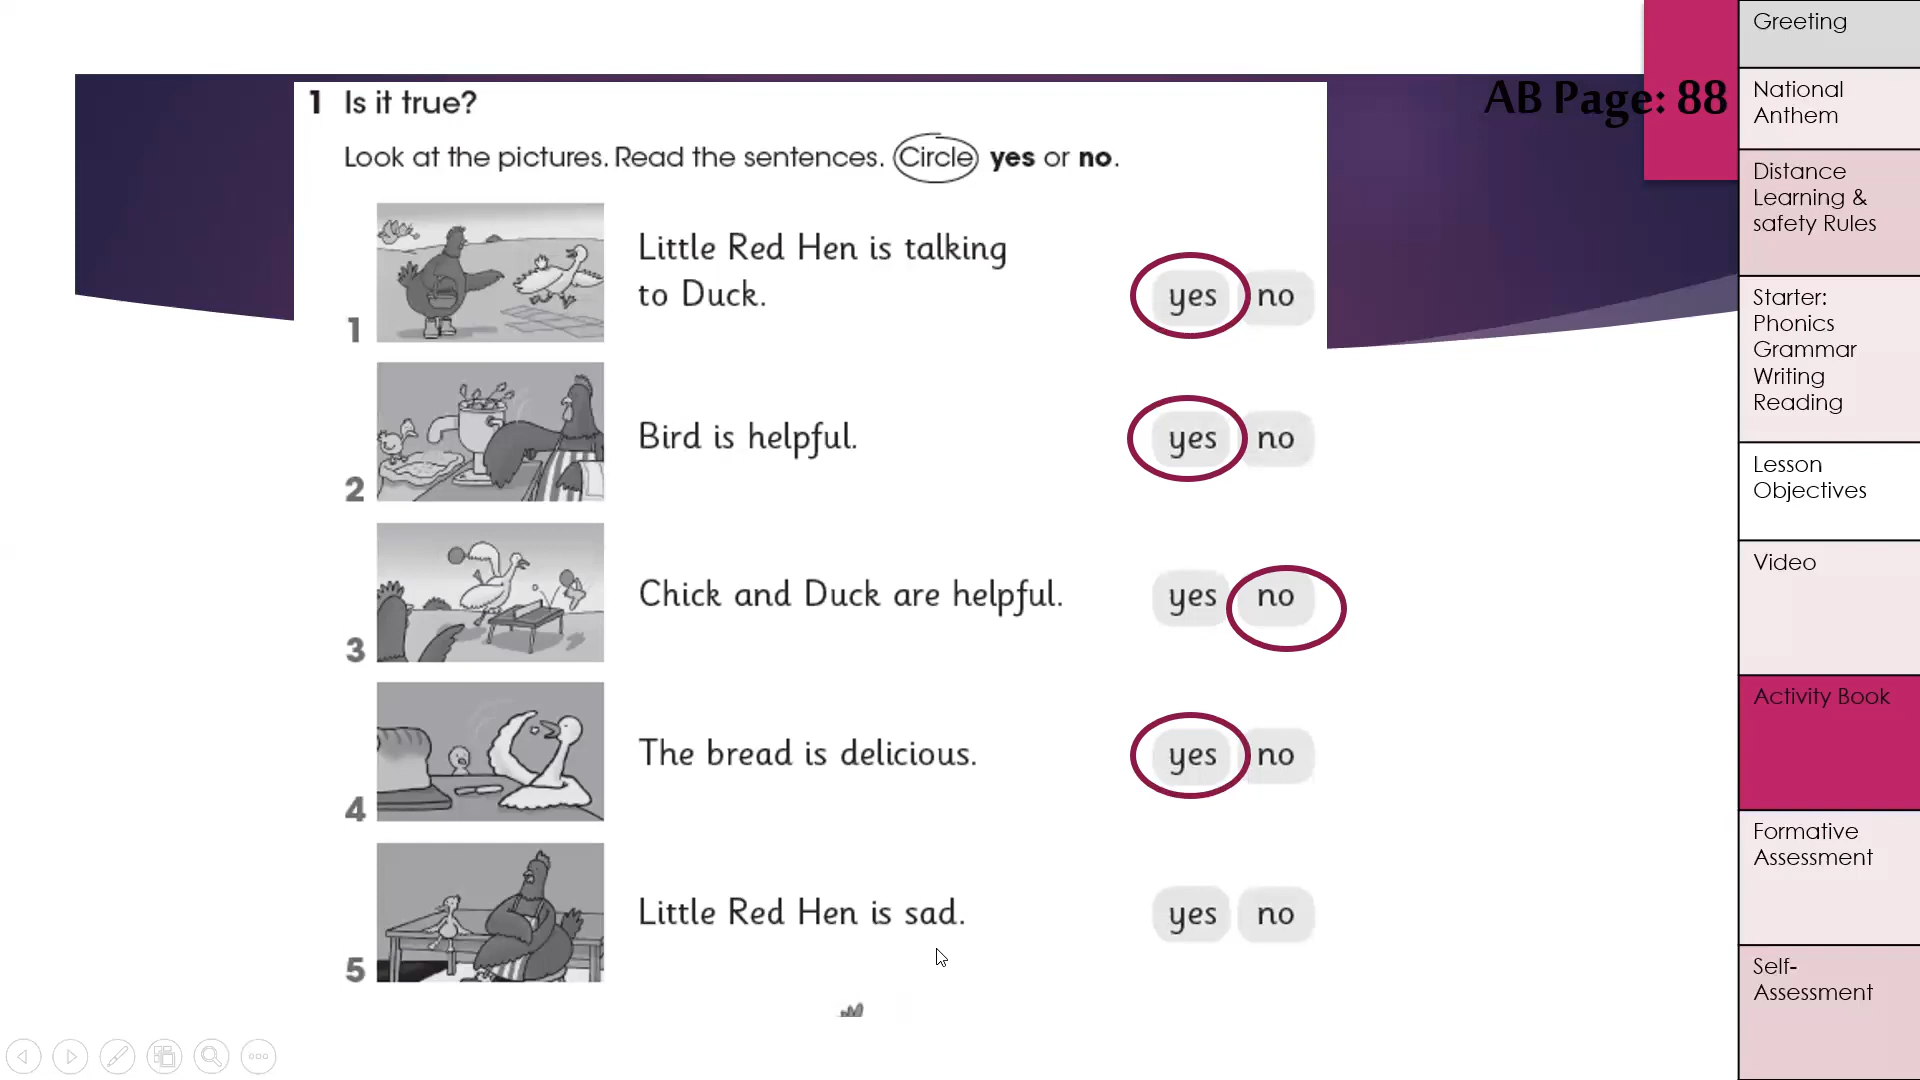 AB Page: 88
1 Is it true?
Look at the pictures. Read the sentences. Circle yes or no.
1 Little Red Hen is talking
to Duck. yes no
2 Bird is helpful. yes no
3 Chick and Duck are helpful. yes no
4 The bread is delicious. yes no
5 Little Red Hen is sad. yes no
Greeting
National
Anthem
Distance
Learning &
safety Rules
Starter:
Phonics
Grammar
Writing
Reading
Lesson
Objectives
Video
Activity Book
Formative
Assessment
Self-
Assessment